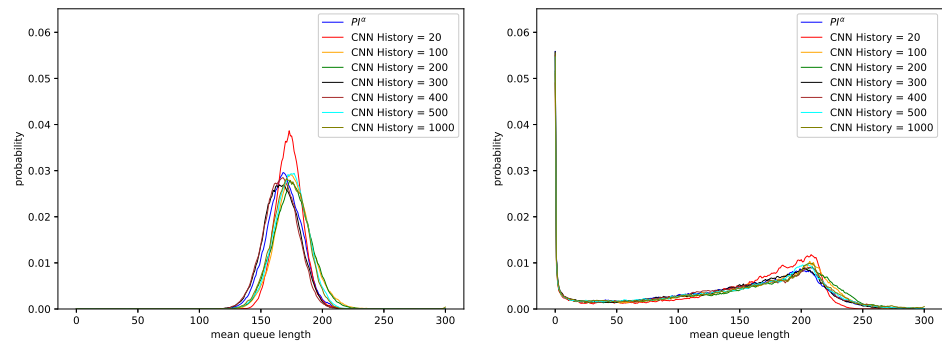 0.06
0.05
0.04
0.03
0.02
0.01
0.00
probability
0 50 100 150 200 250 300
mean queue length
PI^α
CNN History = 20
CNN History = 100
CNN History = 200
CNN History = 300
CNN History = 400
CNN History = 500
CNN History = 1000
0.06
0.05
0.04
0.03
0.02
0.01
0.00
probability
0 50 100 150 200 250 300
mean queue length
PI^α
CNN History = 20
CNN History = 100
CNN History = 200
CNN History = 300
CNN History = 400
CNN History = 500
CNN History = 1000